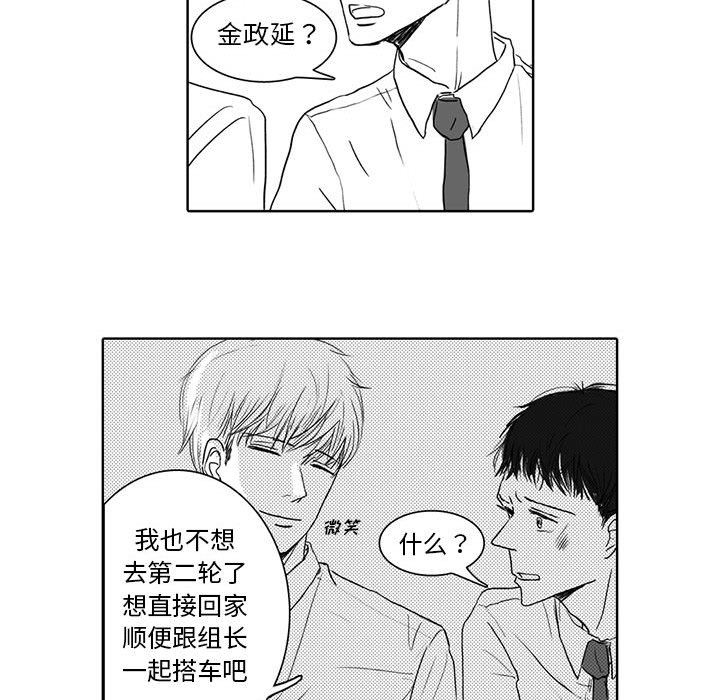 金政延？
我也不想
去第二轮了
想直接回家
顺便跟组长
一起搭车吧
微笑
什么？